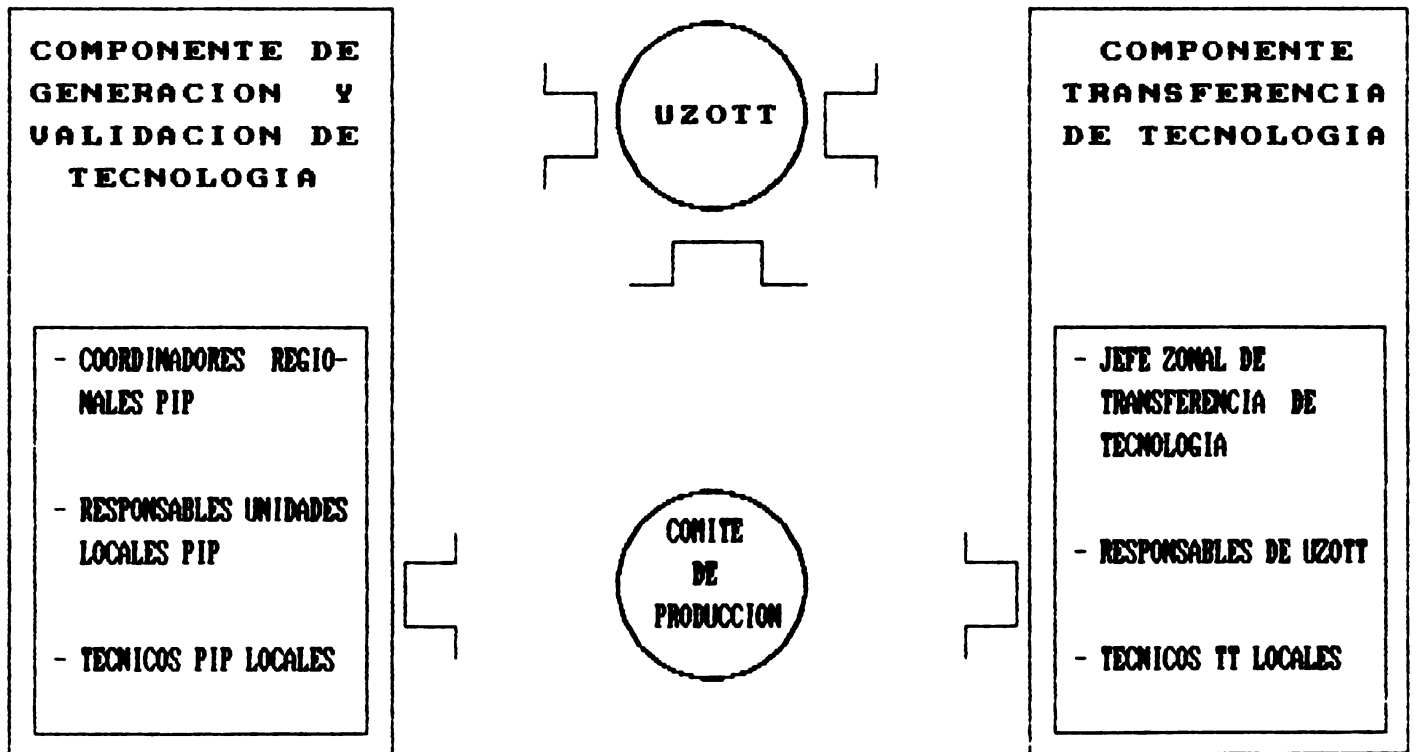 COMPONENTE DE
GENERACION Y
VALIDACION DE
TECNOLOGIA
- COORDINADORES REGIO-
NALES PIP
- RESPONSABLES UNIDADES
LOCALES PIP
- TECNICOS PIP LOCALES
UZOTT
COMITE
DE
PRODUCCION
COMPONENTE
TRANSFERENCIA
DE TECNOLOGIA
- JEFE ZONAL DE
TRANSFERENCIA DE
TECNOLOGIA
- RESPONSABLES DE UZOTT
- TECNICOS TT LOCALES